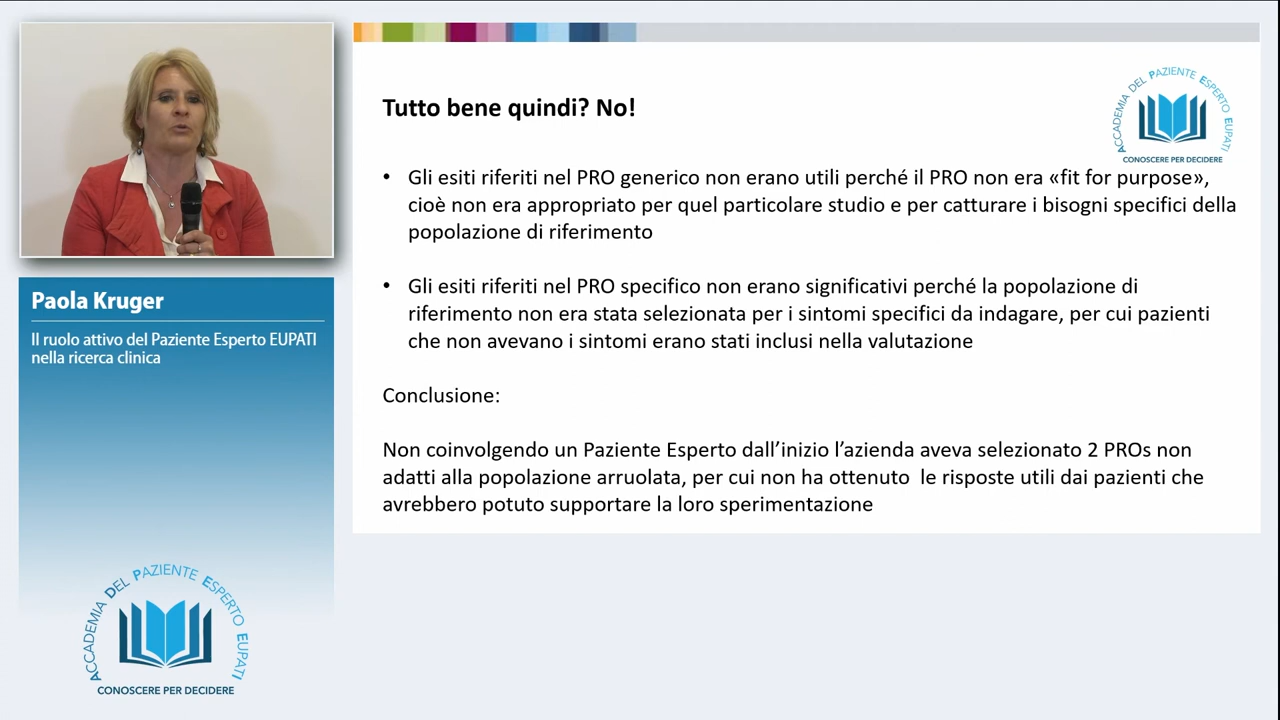 Paola Kruger
Il ruolo attivo del Paziente Esperto EUPATI
nella ricerca clinica
ACCADEMIA DEL PAZIENTE ESPERTO EUPATI
CONOSCERE PER DECIDERE
Tutto bene quindi? No!
ACCADEMIA DEL PAZIENTE ESPERTO EUPATI
CONOSCERE PER DECIDERE
• Gli esiti riferiti nel PRO generico non erano utili perché il PRO non era «fit for purpose»,
cioè non era appropriato per quel particolare studio e per catturare i bisogni specifici della
popolazione di riferimento
• Gli esiti riferiti nel PRO specifico non erano significativi perché la popolazione di
riferimento non era stata selezionata per i sintomi specifici da indagare, per cui pazienti
che non avevano i sintomi erano stati inclusi nella valutazione
Conclusione:
Non coinvolgendo un Paziente Esperto dall’inizio l’azienda aveva selezionato 2 PROs non
adatti alla popolazione arruolata, per cui non ha ottenuto  le risposte utili dai pazienti che
avrebbero potuto supportare la loro sperimentazione